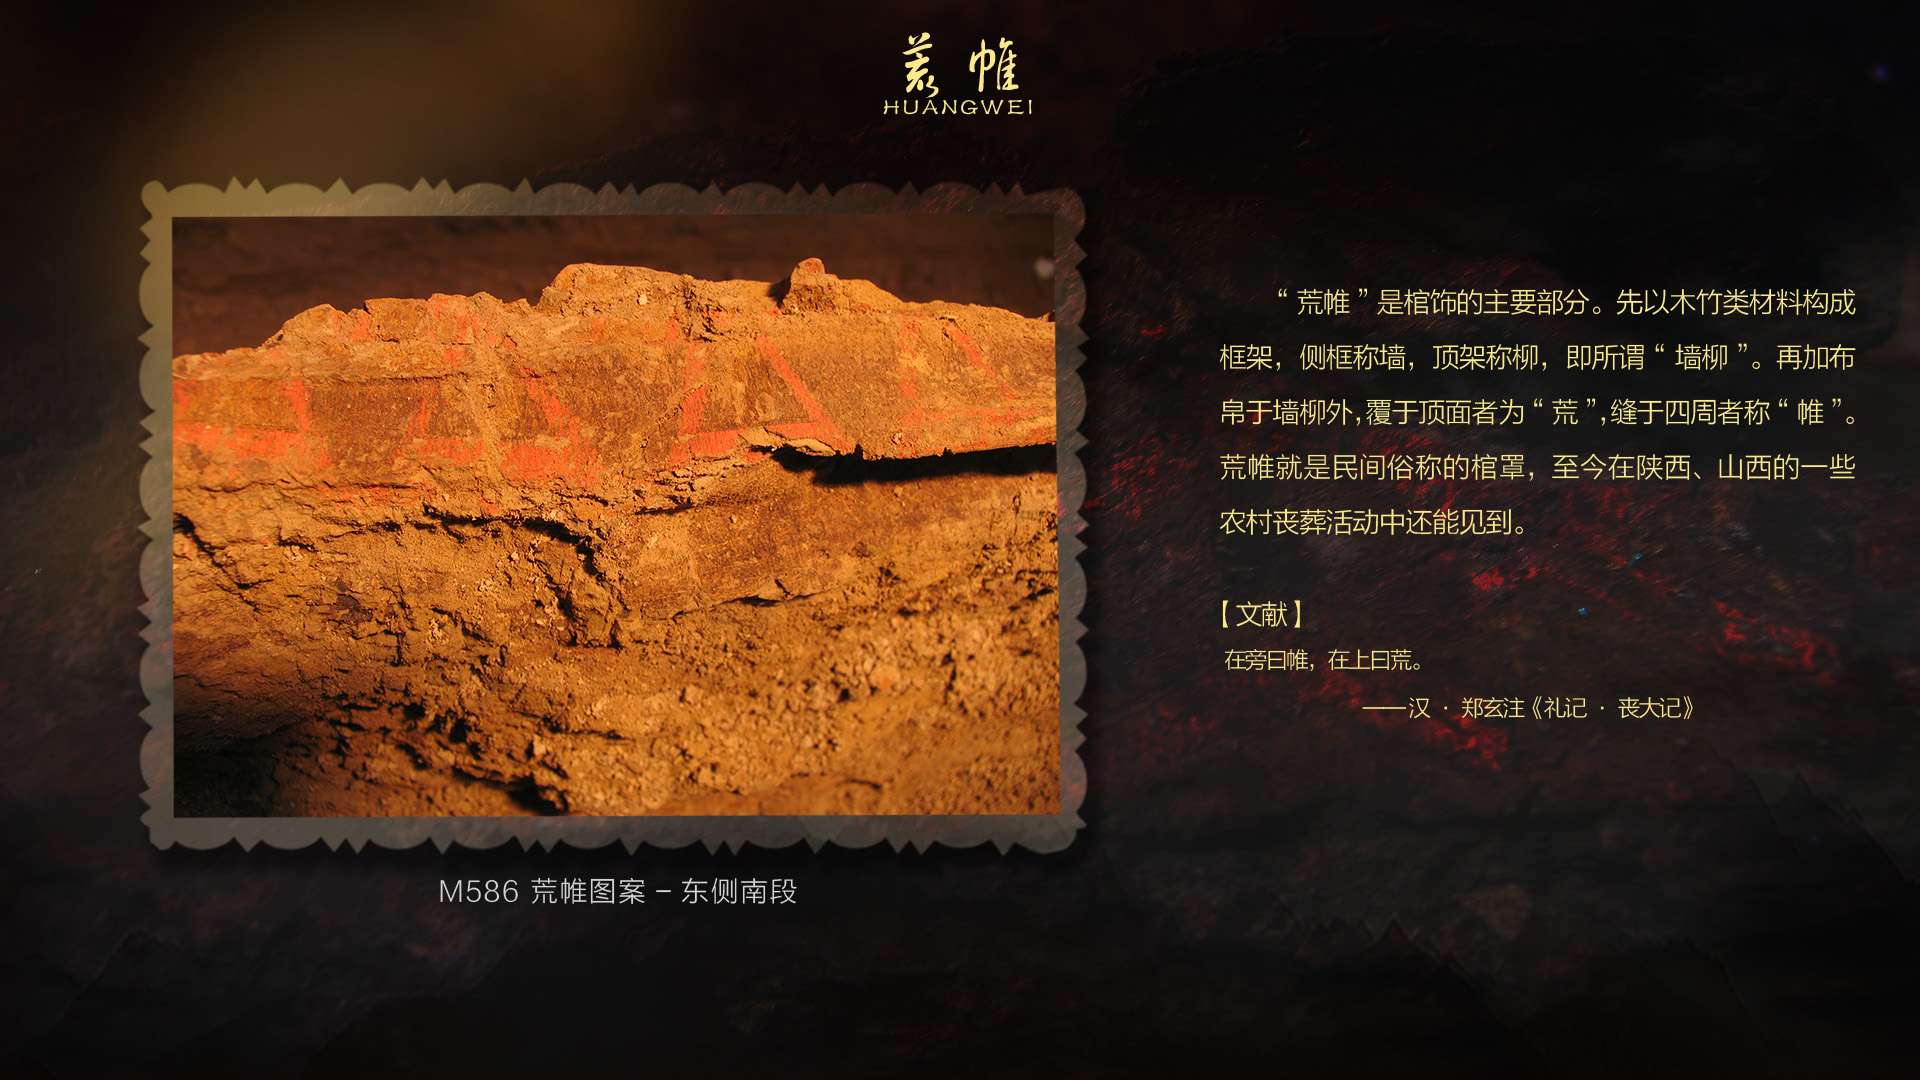 荒帷
HUANGWEI
“荒帷”是棺饰的主要部分。先以木竹类材料构成
框架，侧框称墙，顶架称柳，即所谓“墙柳”。再加布
帛于墙柳外，覆于顶面者为“荒”，缝于四周者称“帷”。
荒帷就是民间俗称的棺罩，至今在陕西、山西的一些
农村丧葬活动中还能见到。
【文献】
在旁曰帷，在上曰荒。
——汉 · 郑玄注《礼记 · 丧大记》
M586 荒帷图案 – 东侧南段